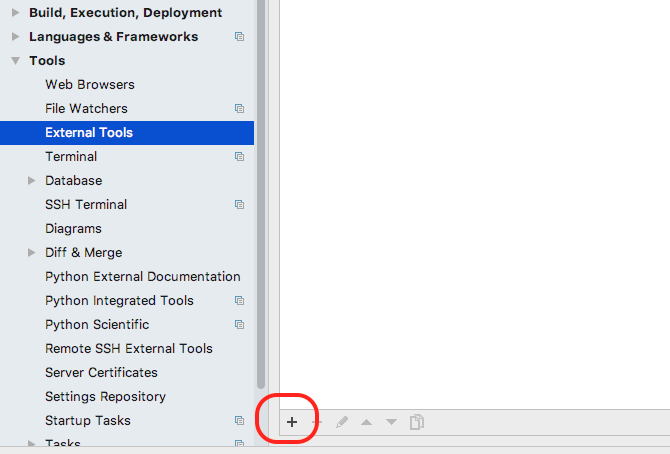 Build, Execution, Deployment
Languages & Frameworks
Tools
Web Browsers
File Watchers
External Tools
Terminal
Database
SSH Terminal
Diagrams
Diff & Merge
Python External Documentation
Python Integrated Tools
Python Scientific
Remote SSH External Tools
Server Certificates
Settings Repository
Startup Tasks
Tasks